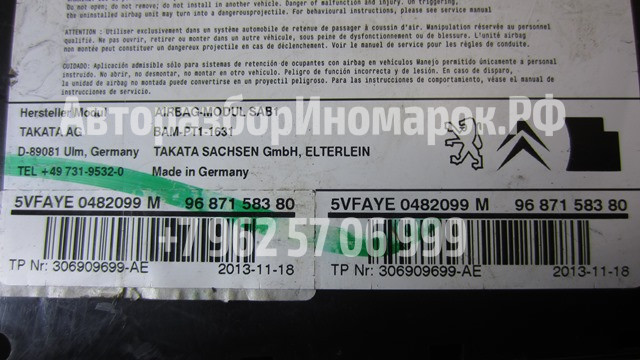 Do not open, do not dismantle, do not install in another vehicle. Danger of malfunction and injury. On triggering,
the uninstalled airbag unit may turn into a dangerousprojectile. For behavioural instructions, please see service manual
ATTENTION :
Utiliser exclusivement dans un système automobile de retenue de passager à coussin d'air. Manipulation réservée au personnel
qualifié. Ne pas ouvrir, retirer ou monter dans un autre véhicule, sous peine de dysfonctionnement ou de blessure. L'unité airbag
non montée peut constituer un dangereux projectile en cas de déclenchement. Voir le manuel de service pour les règles de conduite.
CUIDADO: Aplicación admisible sólo para sistemas de retención de ocupantes con airbag en vehículos Manejo permitido únicamente a personal
instruido. No abrir, no desmontar, no montar en otro vehículo. Peligro de función incorrecta y de lesión. En caso de disparo,
la unidad de airbag no montada puede convertirse en un proyectil peligroso. Para las instrucciones de comportamiento, véase el manual de
instrucciones de servicio.
Hersteller Modul AIRBAG-MODUL SAB1
TAKATA AG BAM-PT1-1631
АвтоРазборИномарок.РФ
D-89081 Ulm, Germany TAKATA SACHSEN GmbH, ELTERLEIN
TEL +49 731-9532-0 Made in Germany
5VFAYE 0482099 M 96 871 583 80 5VFAYE 0482099 M 96 871 583 80
+7 962 57 06 999
TP Nr: 306909699-AE 2013-11-18 TP Nr: 306909699-AE 2013-11-18